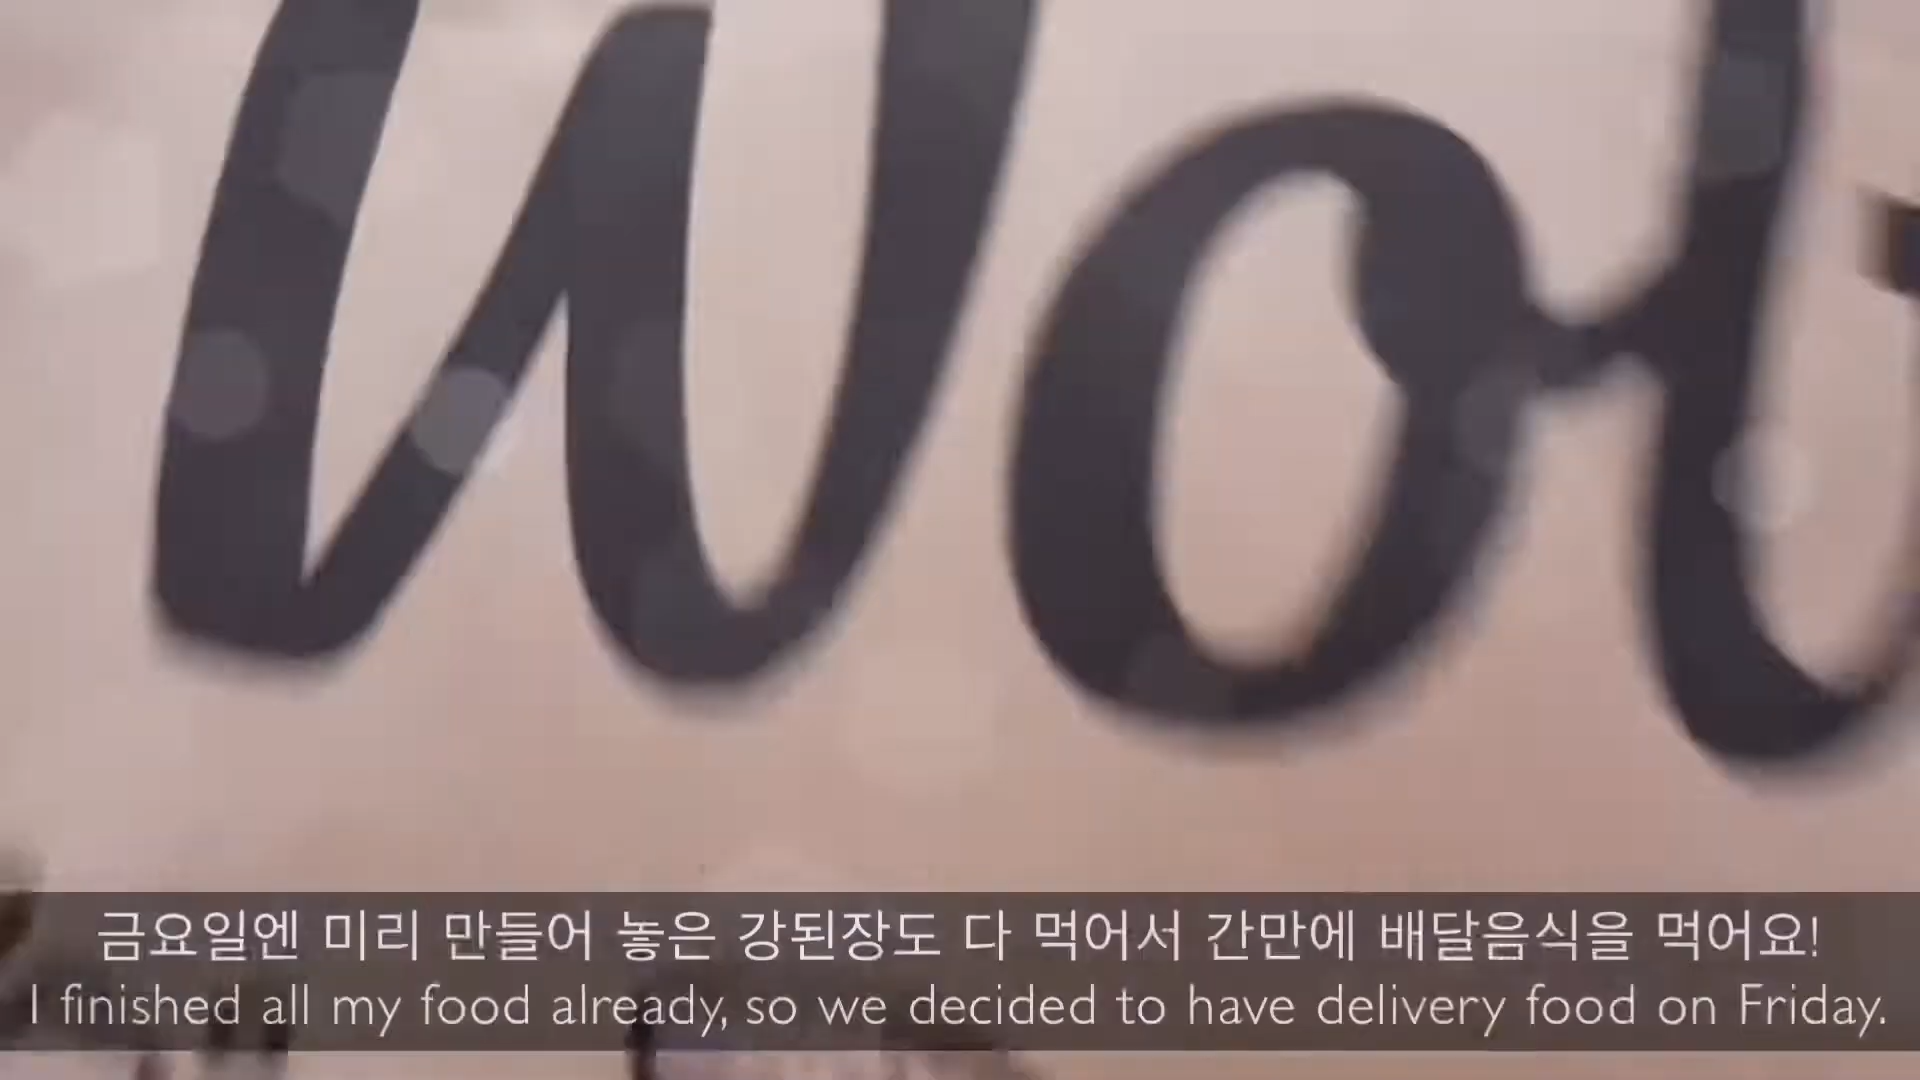 Wou
금요일엔 미리 만들어 놓은 강된장도 다 먹어서 간만에 배달음식을 먹어요!
I finished all my food already, so we decided to have delivery food on Friday.